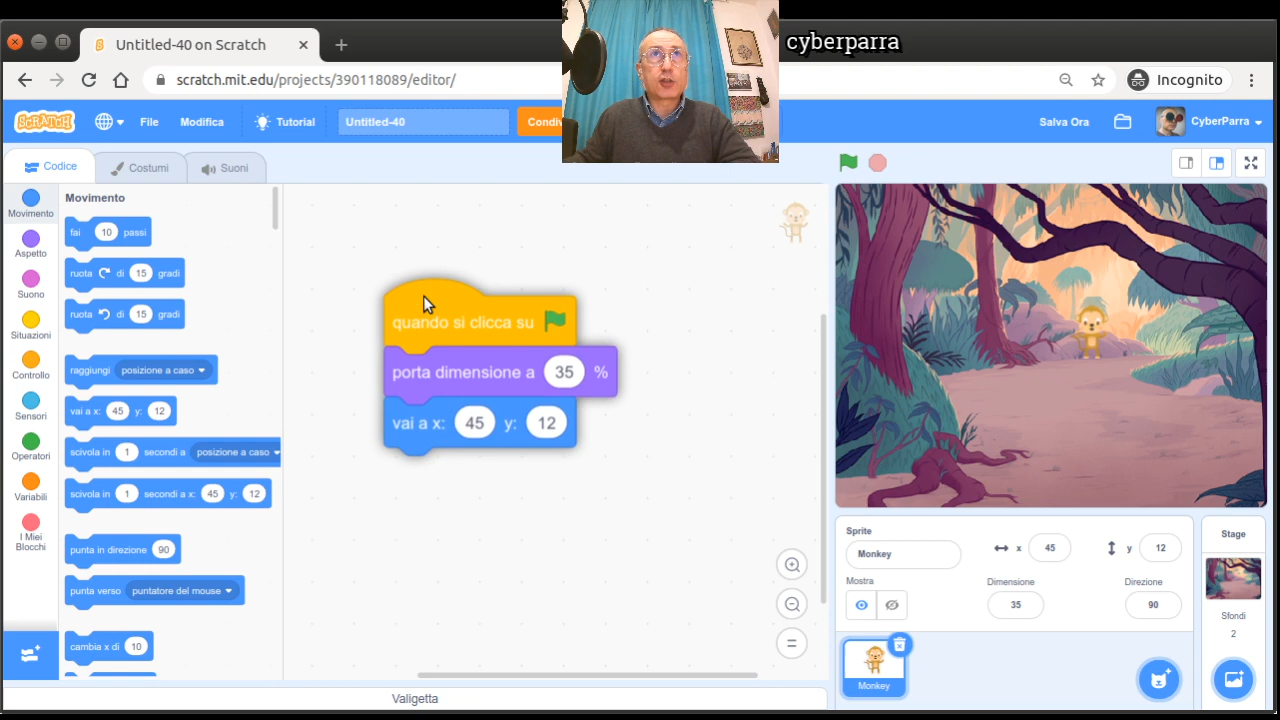 cyberparra
Untitled-40 on Scratch
scratch.mit.edu/projects/390118089/editor/
Incognito
SCRATCH
File
Modifica
Tutorial
Untitled-40
Salva Ora
CyberParra
Codice
Costumi
Suoni
Movimento
Aspetto
Suono
Situazioni
Controllo
Sensori
Operatori
Variabili
I Miei
Blocchi
Movimento
fai 10 passi
ruota di 15 gradi
ruota di 15 gradi
raggiungi posizione a caso
vai a x: 45 y: 12
scivola in 1 secondi a posizione a caso
scivola in 1 secondi a x: 45 y: 12
punta in direzione 90
punta verso puntatore del mouse
cambia x di 10
quando si clicca su
porta dimensione a 35 %
vai a x: 45 y: 12
Valigetta
Sprite
Monkey
x 45
y 12
Mostra
Dimensione
35
Direzione
90
Monkey
Stage
Sfondi
2